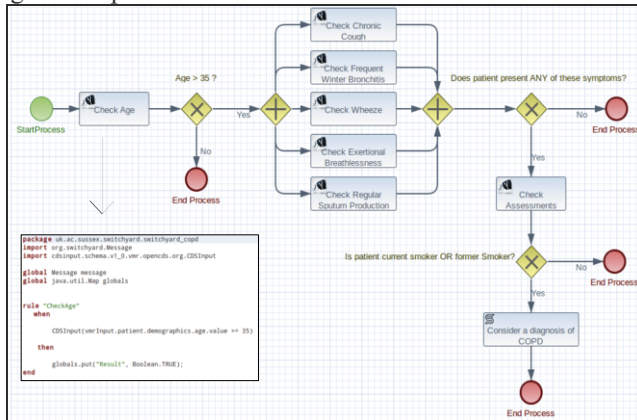 Check Chronic
Cough
Age > 35 ?
Check Frequent
Winter Bronchitis
Does patient present ANY of these symptoms?
Check Age
Check Wheeze
StartProcess
Yes
No
End Process
No
Check Exertional
Breathlessness
Yes
End Process
Check Regular
Sputum Production
Check
Assessments
package uk.ac.sussex.switchyard.switchyard_copd
import org.switchyard.Message
import cdsinput.schema.v1_0.vmr.opencds.org.CDSInput
global Message message
global java.util.Map globals
rule "CheckAge"
when
CDSInput(vmrInput.patient.demographics.age.value >= 35)
then
globals.put("Result", Boolean.TRUE);
end
Is patient current smoker OR former Smoker?
No
End Process
Yes
Consider a diagnosis of
COPD
End Process